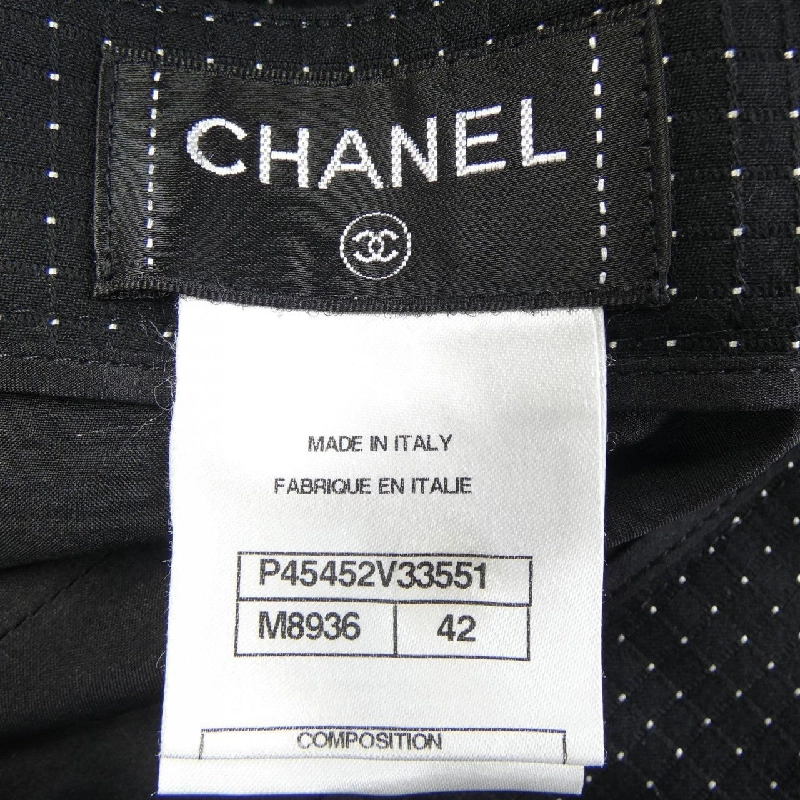 CHANEL
MADE IN ITALY
FABRIQUE EN ITALIE
P45452V33551
M8936 42
COMPOSITION